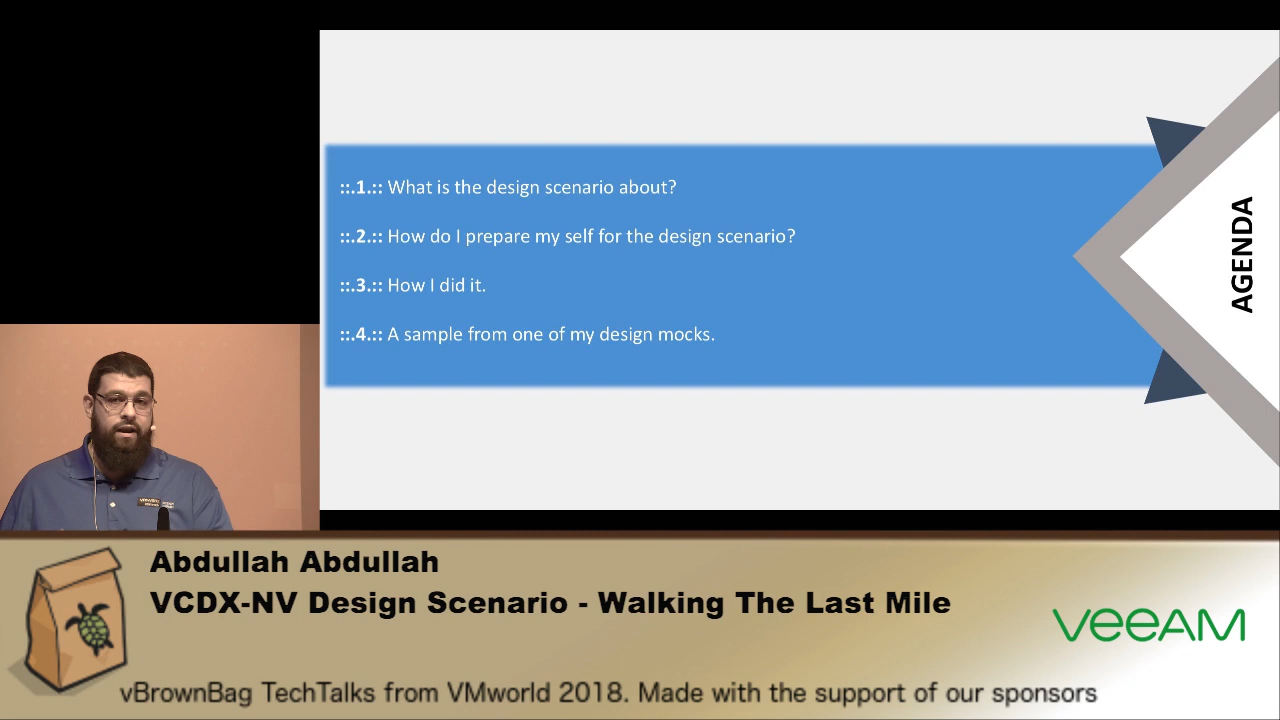 ::.1.:: What is the design scenario about?
::.2.:: How do I prepare my self for the design scenario?
::.3.:: How I did it.
::.4.:: A sample from one of my design mocks.
AGENDA
vmware
Abdullah Abdullah
VCDX-NV Design Scenario - Walking The Last Mile
veeAM
vBrownBag TechTalks from VMworld 2018. Made with the support of our sponsors